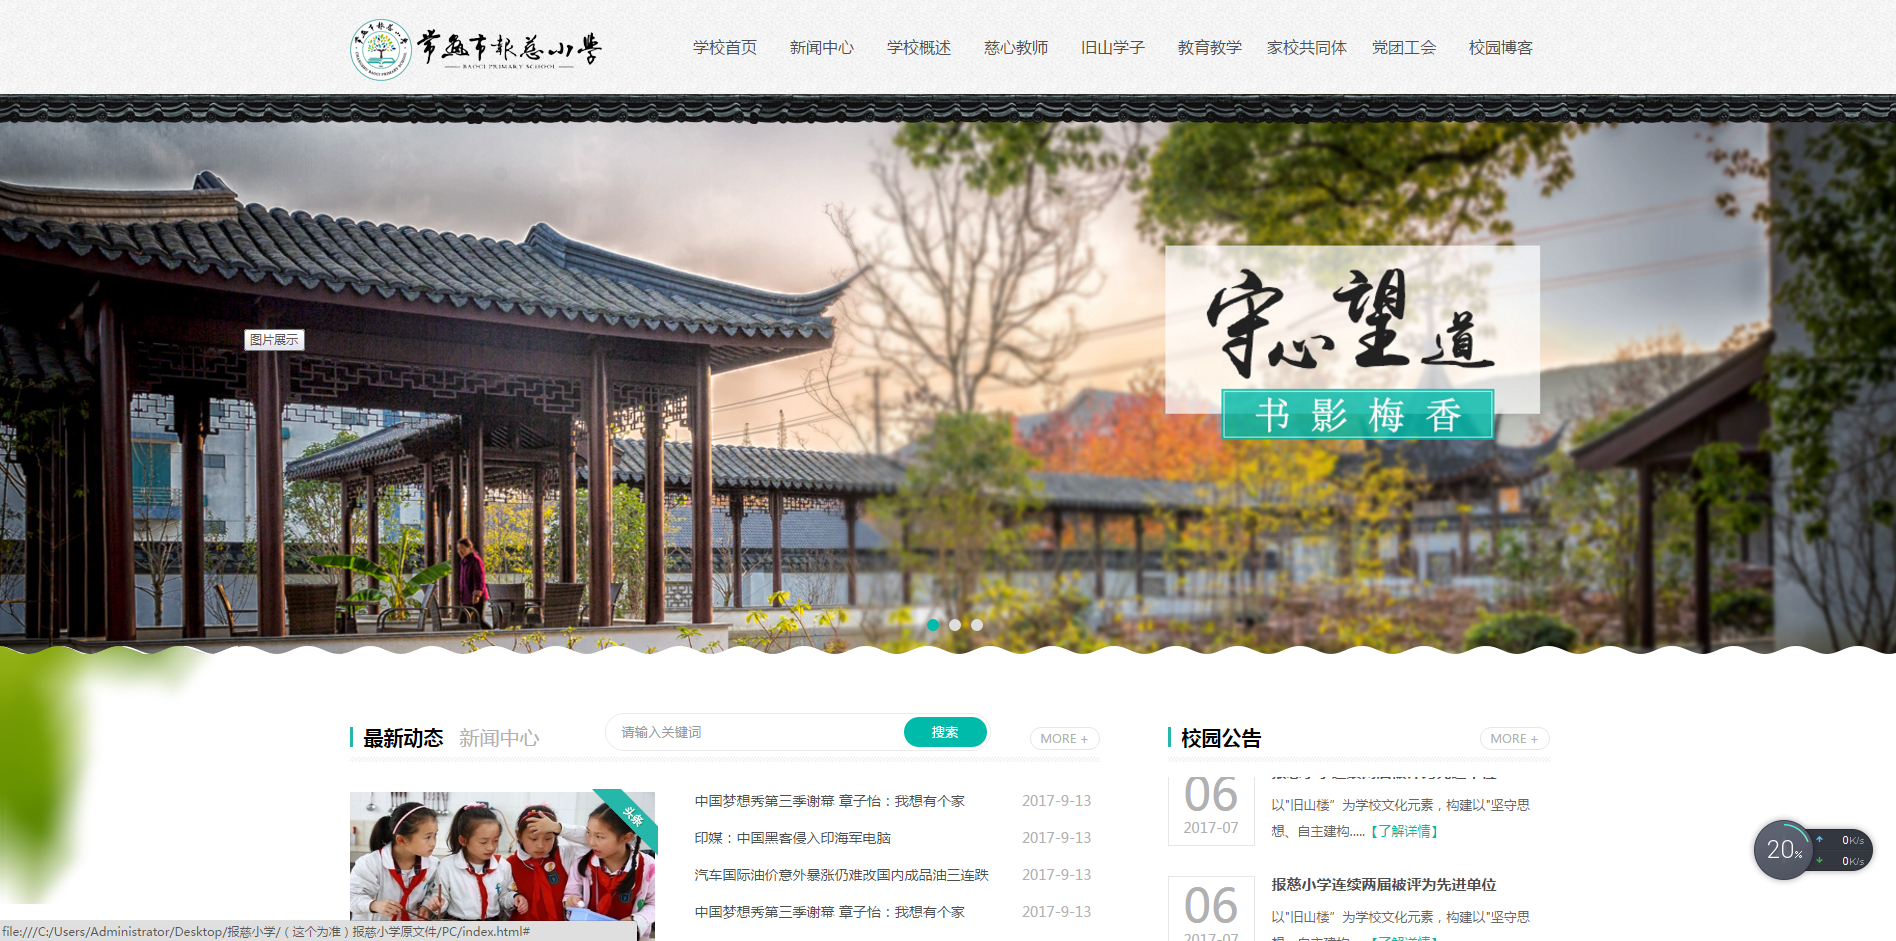 常熟市报慈小学
BAOCI PRIMARY SCHOOL
学校首页 新闻中心 学校概述 慈心教师 旧山学子 教育教学 家校共同体 党团工会 校园博客
图片展示
守心望道
书影梅香
最新动态 新闻中心 请输入关键词 搜索 MORE +
校园公告 MORE +
头条
中国梦想秀第三季谢幕 章子怡：我想有个家 2017-9-13
印媒：中国黑客侵入印海军电脑 2017-9-13
汽车国际油价意外暴涨仍难改国内成品油三连跌 2017-9-13
中国梦想秀第三季谢幕 章子怡：我想有个家 2017-9-13
06
2017-07
以"旧山楼”为学校文化元素，构建以"坚守思
想、自主建构.....【了解详情】
06
2017-07
报慈小学连续两届被评为先进单位
以"旧山楼”为学校文化元素，构建以"坚守思
20%
0K/s
0K/s
file:///C:/Users/Administrator/Desktop/报慈小学/（这个为准）报慈小学原文件/PC/index.html#